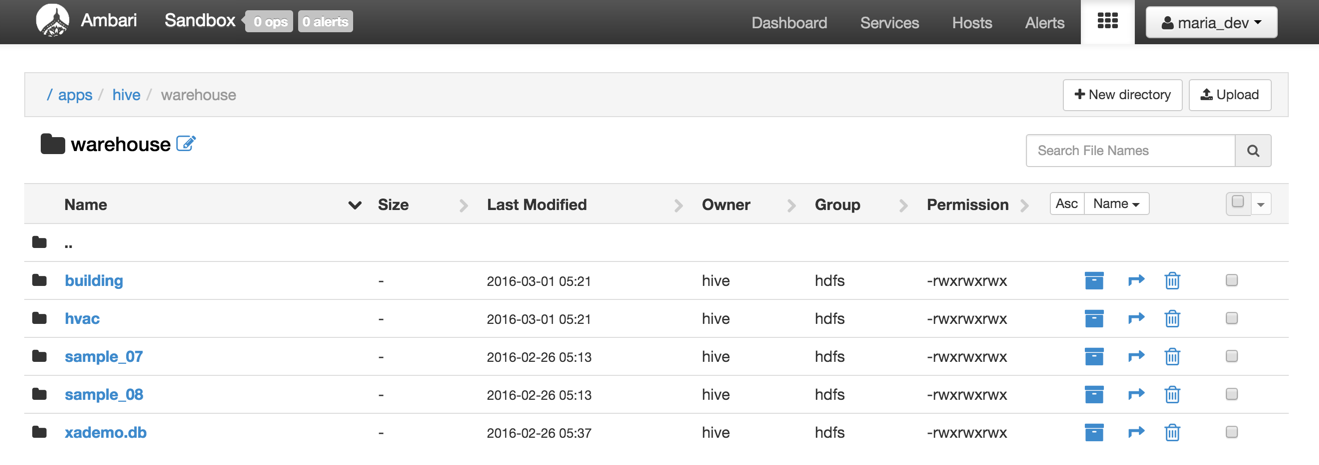 Ambari Sandbox 0 ops 0 alerts Dashboard Services Hosts Alerts maria_dev
/ apps / hive / warehouse New directory Upload
warehouse
Search File Names
Name Size Last Modified Owner Group Permission Asc Name
..
building - 2016-03-01 05:21 hive hdfs -rwxrwxrwx
hvac - 2016-03-01 05:21 hive hdfs -rwxrwxrwx
sample_07 - 2016-02-26 05:13 hive hdfs -rwxrwxrwx
sample_08 - 2016-02-26 05:13 hive hdfs -rwxrwxrwx
xademo.db - 2016-02-26 05:37 hive hdfs -rwxrwxrwx